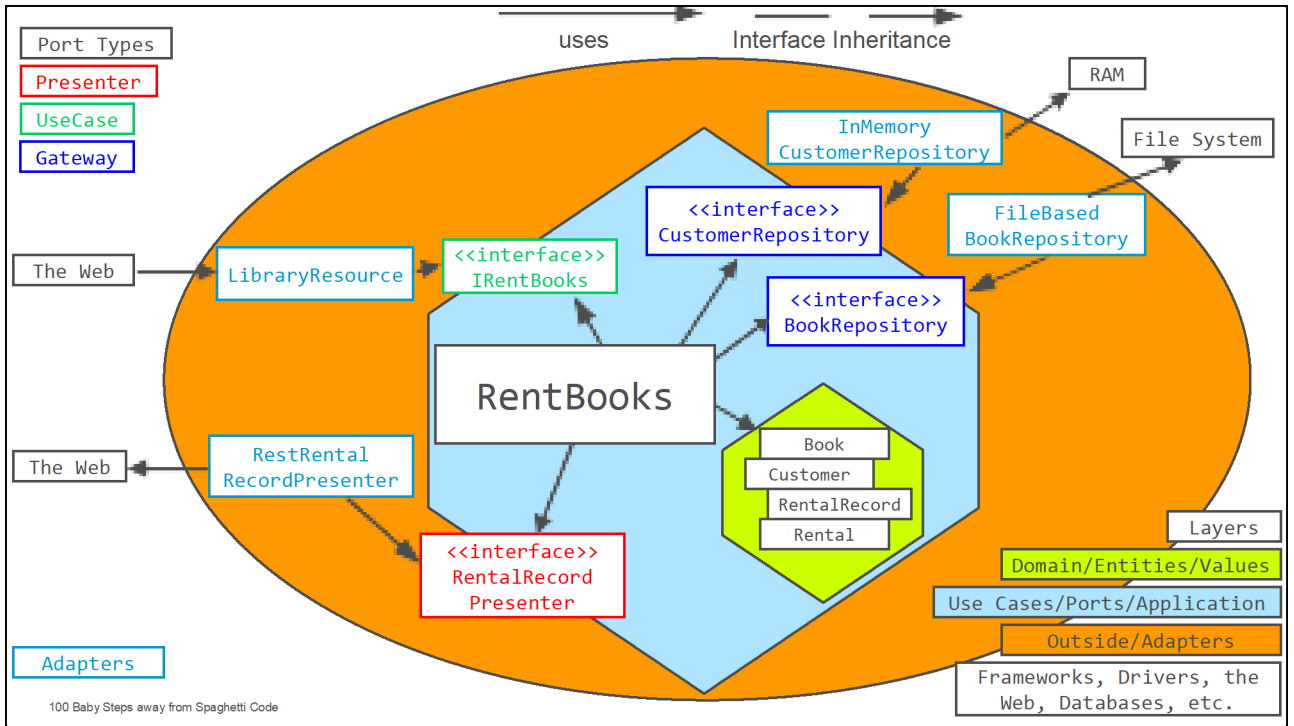 Port Types
Presenter
UseCase
Gateway
uses
Interface Inheritance
RAM
File System
InMemory
CustomerRepository
<<interface>>
CustomerRepository
FileBased
BookRepository
<<interface>>
BookRepository
The Web
LibraryResource
<<interface>>
IRentBooks
RentBooks
Book
Customer
RentalRecord
Rental
The Web
RestRental
RecordPresenter
<<interface>>
RentalRecord
Presenter
Layers
Domain/Entities/Values
Use Cases/Ports/Application
Outside/Adapters
Frameworks, Drivers, the
Web, Databases, etc.
Adapters
100 Baby Steps away from Spaghetti Code